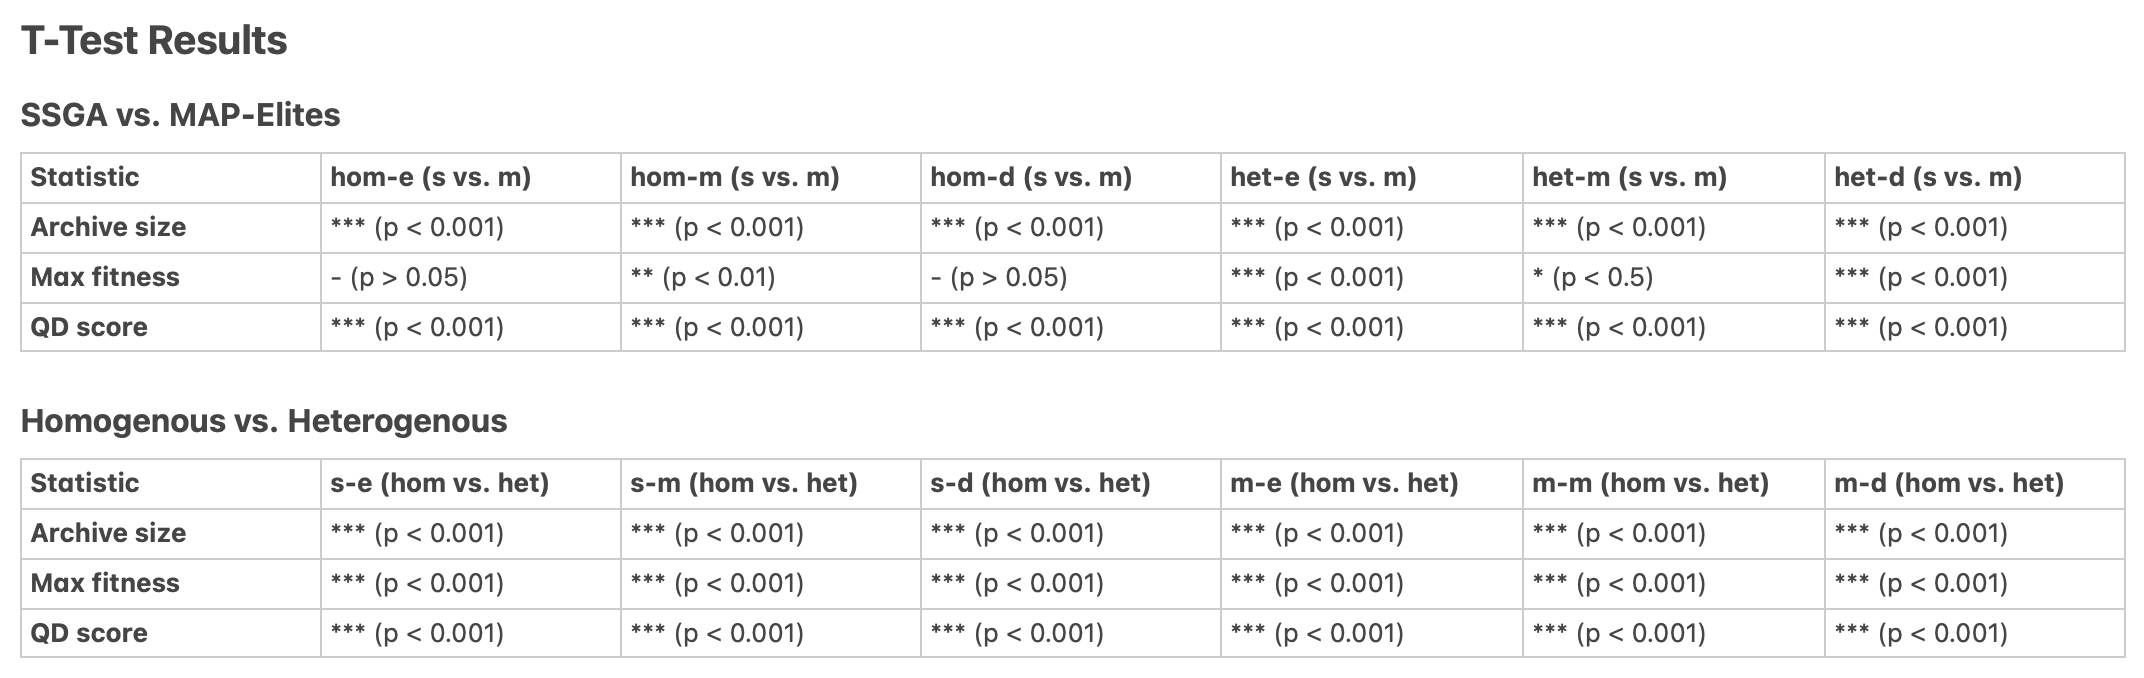 T-Test Results
SSGA vs. MAP-Elites
Statistic hom-e (s vs. m) hom-m (s vs. m) hom-d (s vs. m) het-e (s vs. m) het-m (s vs. m) het-d (s vs. m)
Archive size *** (p < 0.001) *** (p < 0.001) *** (p < 0.001) *** (p < 0.001) *** (p < 0.001) *** (p < 0.001)
Max fitness - (p > 0.05) ** (p < 0.01) - (p > 0.05) *** (p < 0.001) * (p < 0.5) *** (p < 0.001)
QD score *** (p < 0.001) *** (p < 0.001) *** (p < 0.001) *** (p < 0.001) *** (p < 0.001) *** (p < 0.001)
Homogenous vs. Heterogenous
Statistic s-e (hom vs. het) s-m (hom vs. het) s-d (hom vs. het) m-e (hom vs. het) m-m (hom vs. het) m-d (hom vs. het)
Archive size *** (p < 0.001) *** (p < 0.001) *** (p < 0.001) *** (p < 0.001) *** (p < 0.001) *** (p < 0.001)
Max fitness *** (p < 0.001) *** (p < 0.001) *** (p < 0.001) *** (p < 0.001) *** (p < 0.001) *** (p < 0.001)
QD score *** (p < 0.001) *** (p < 0.001) *** (p < 0.001) *** (p < 0.001) *** (p < 0.001) *** (p < 0.001)